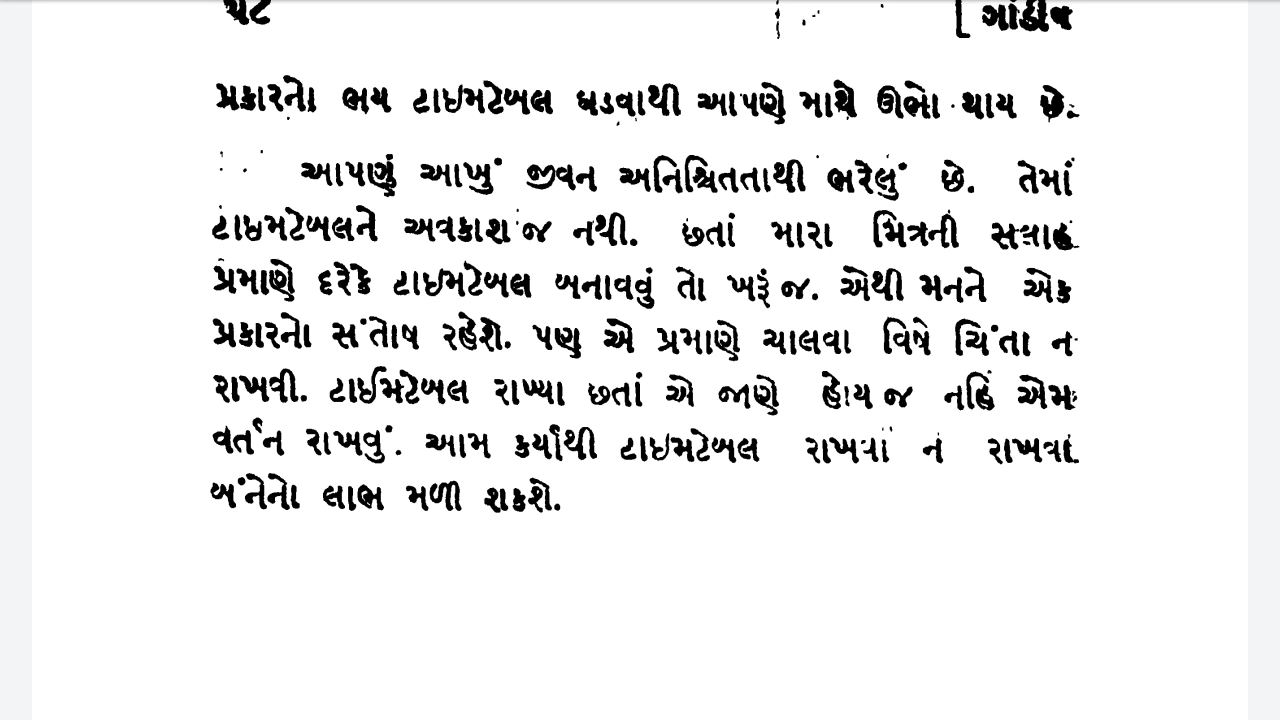 [ ગાંડીવ
પ્રકારનો ભય ટાઇમટેબલ ઘડવાથી આપણે માથે ઊભો થાય છે.
આપણું આખું જીવન અનિશ્ચિતતાથી ભરેલું છે. તેમાં
ટાઇમટેબલને અવકાશ જ નથી. છતાં મારા મિત્રની સલાહ
પ્રમાણે દરેકે ટાઇમટેબલ બનાવવું તો ખરૂં જ. એથી મનને એક
પ્રકારનો સંતોષ રહેશે. પણ એ પ્રમાણે ચાલવા વિષે ચિંતા ન
રાખવી. ટાઈમટેબલ રાખ્યા છતાં એ જાણે હોય જ નહિં એમ
વર્તન રાખવું. આમ કર્યાથી ટાઇમટેબલ રાખવાં ન રાખવા
બંનેનો લાભ મળી શકશે.